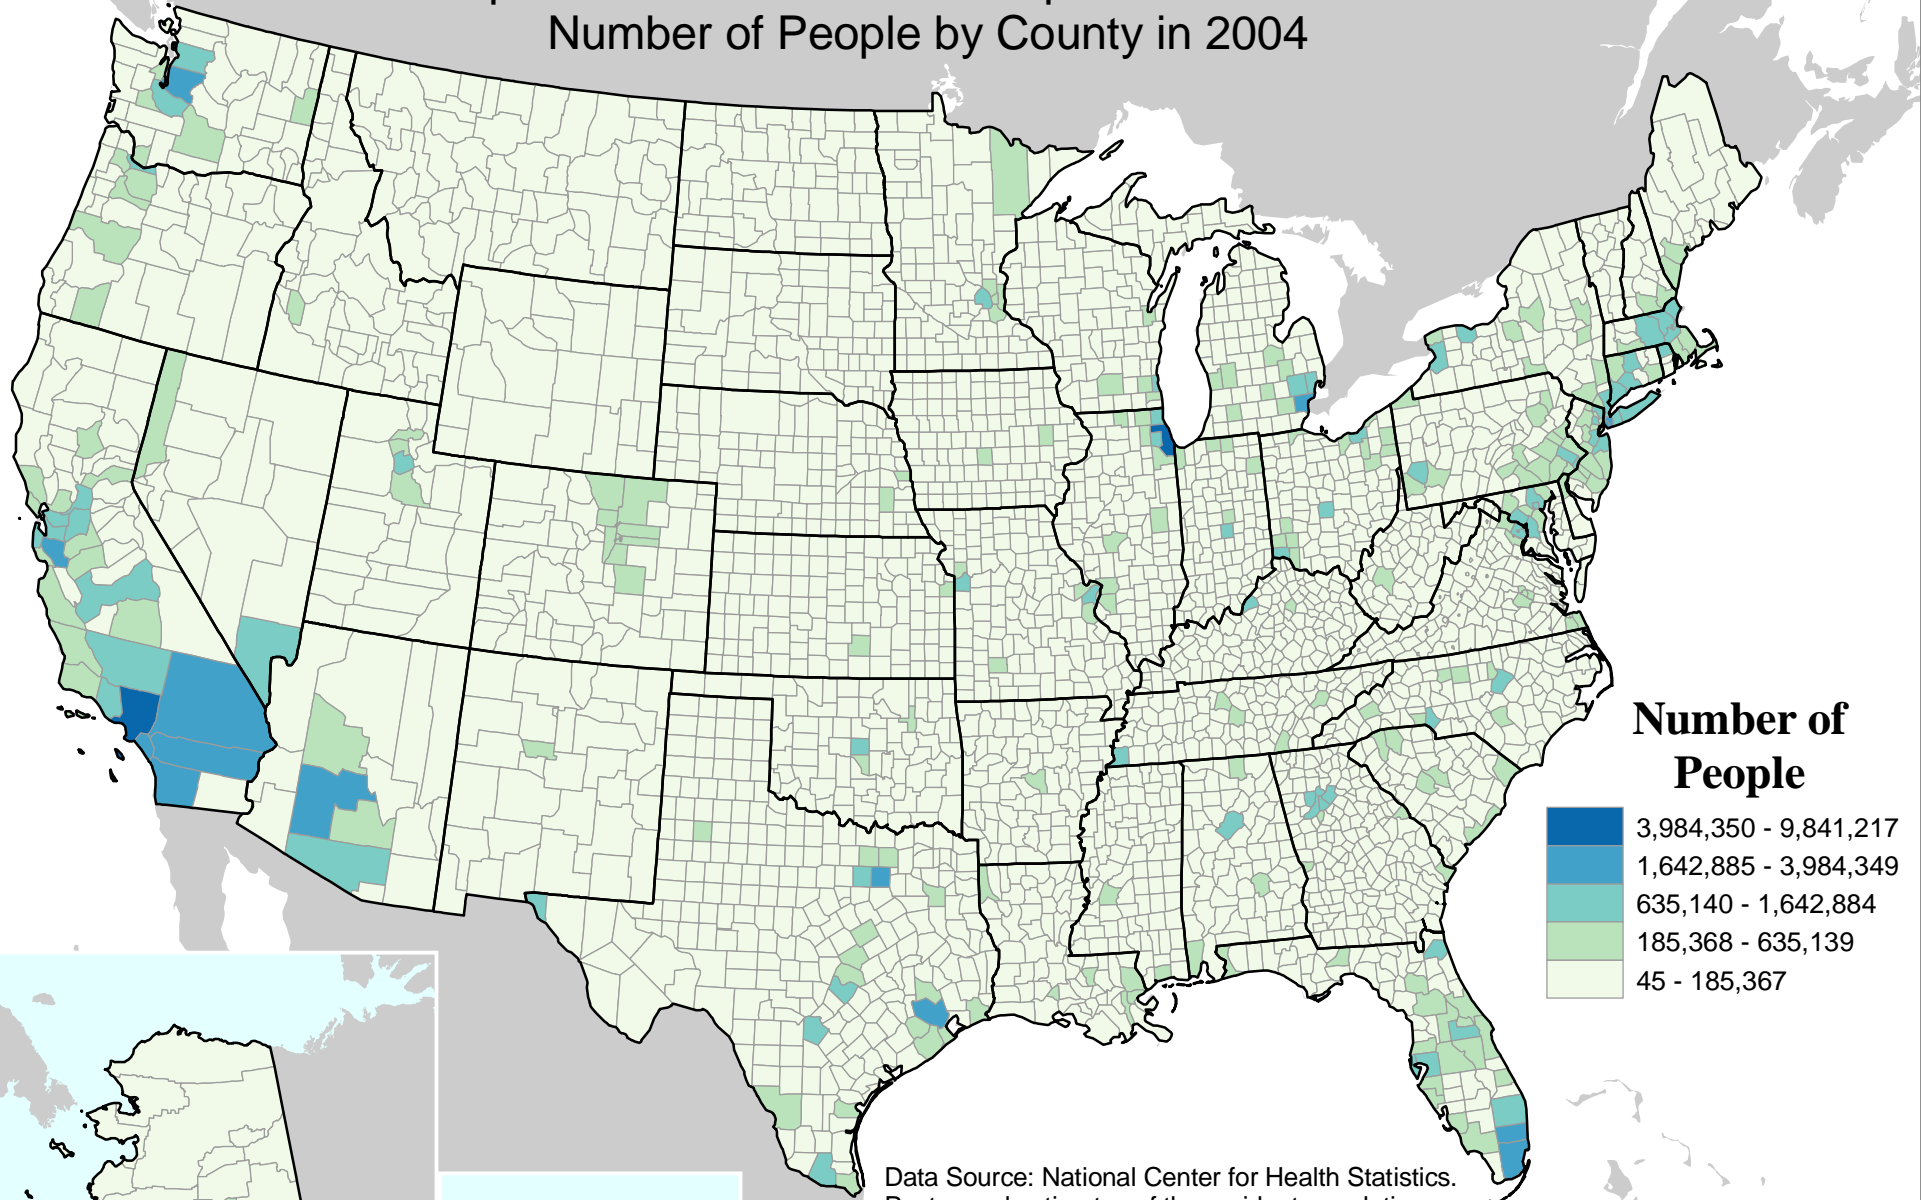 Number of People by County in 2004
Number of
People
3,984,350 - 9,841,217
1,642,885 - 3,984,349
635,140 - 1,642,884
185,368 - 635,139
45 - 185,367
Data Source: National Center for Health Statistics.